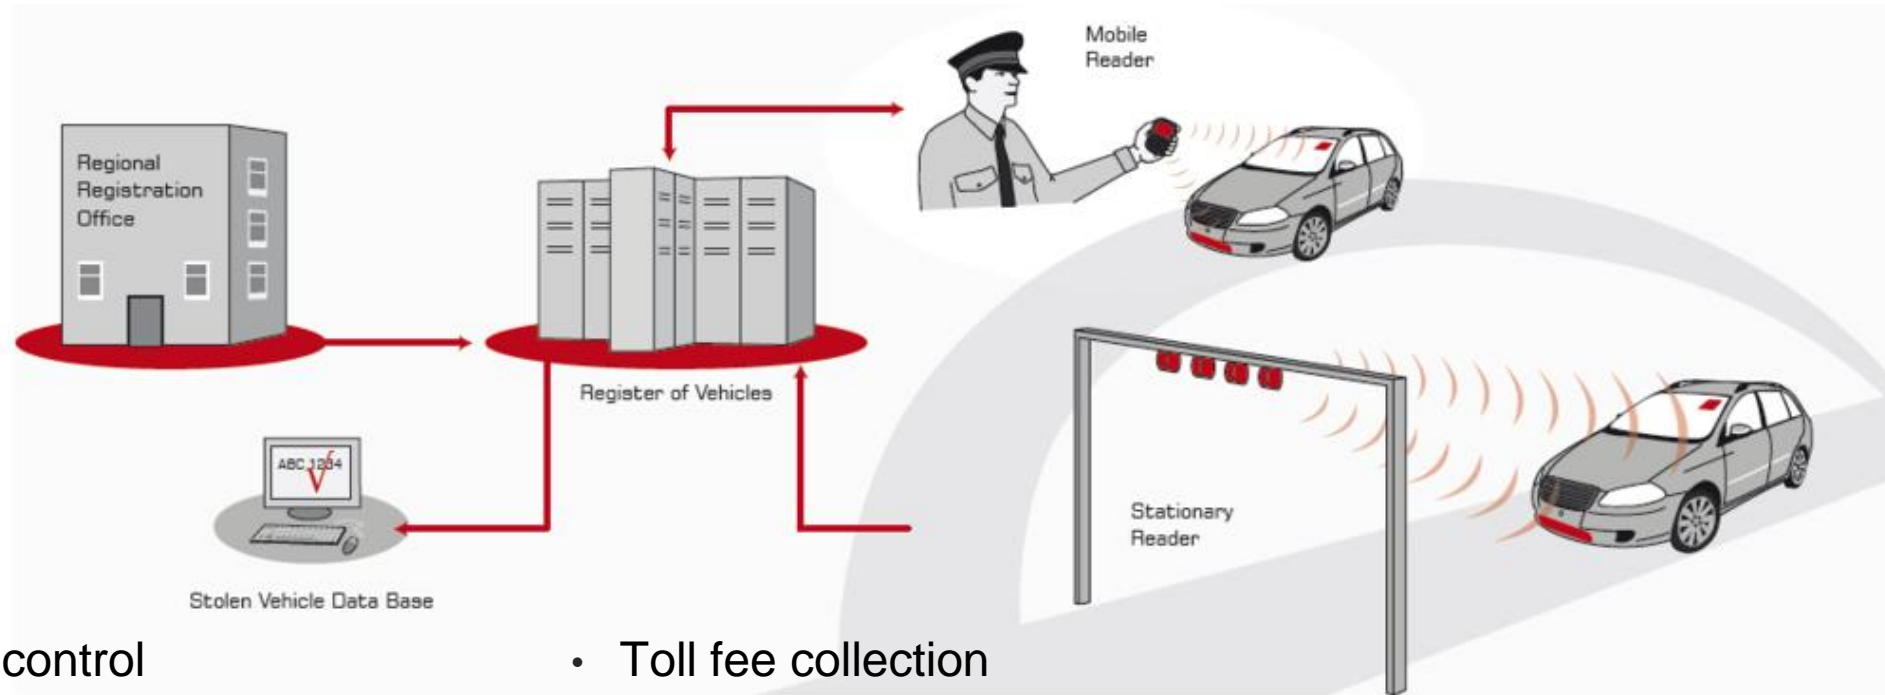 Mobile
Reader
Regional
Registration
Office
Register of Vehicles
ABC 1234
Stolen Vehicle Data Base
Stationary
Reader
control
• Toll fee collection